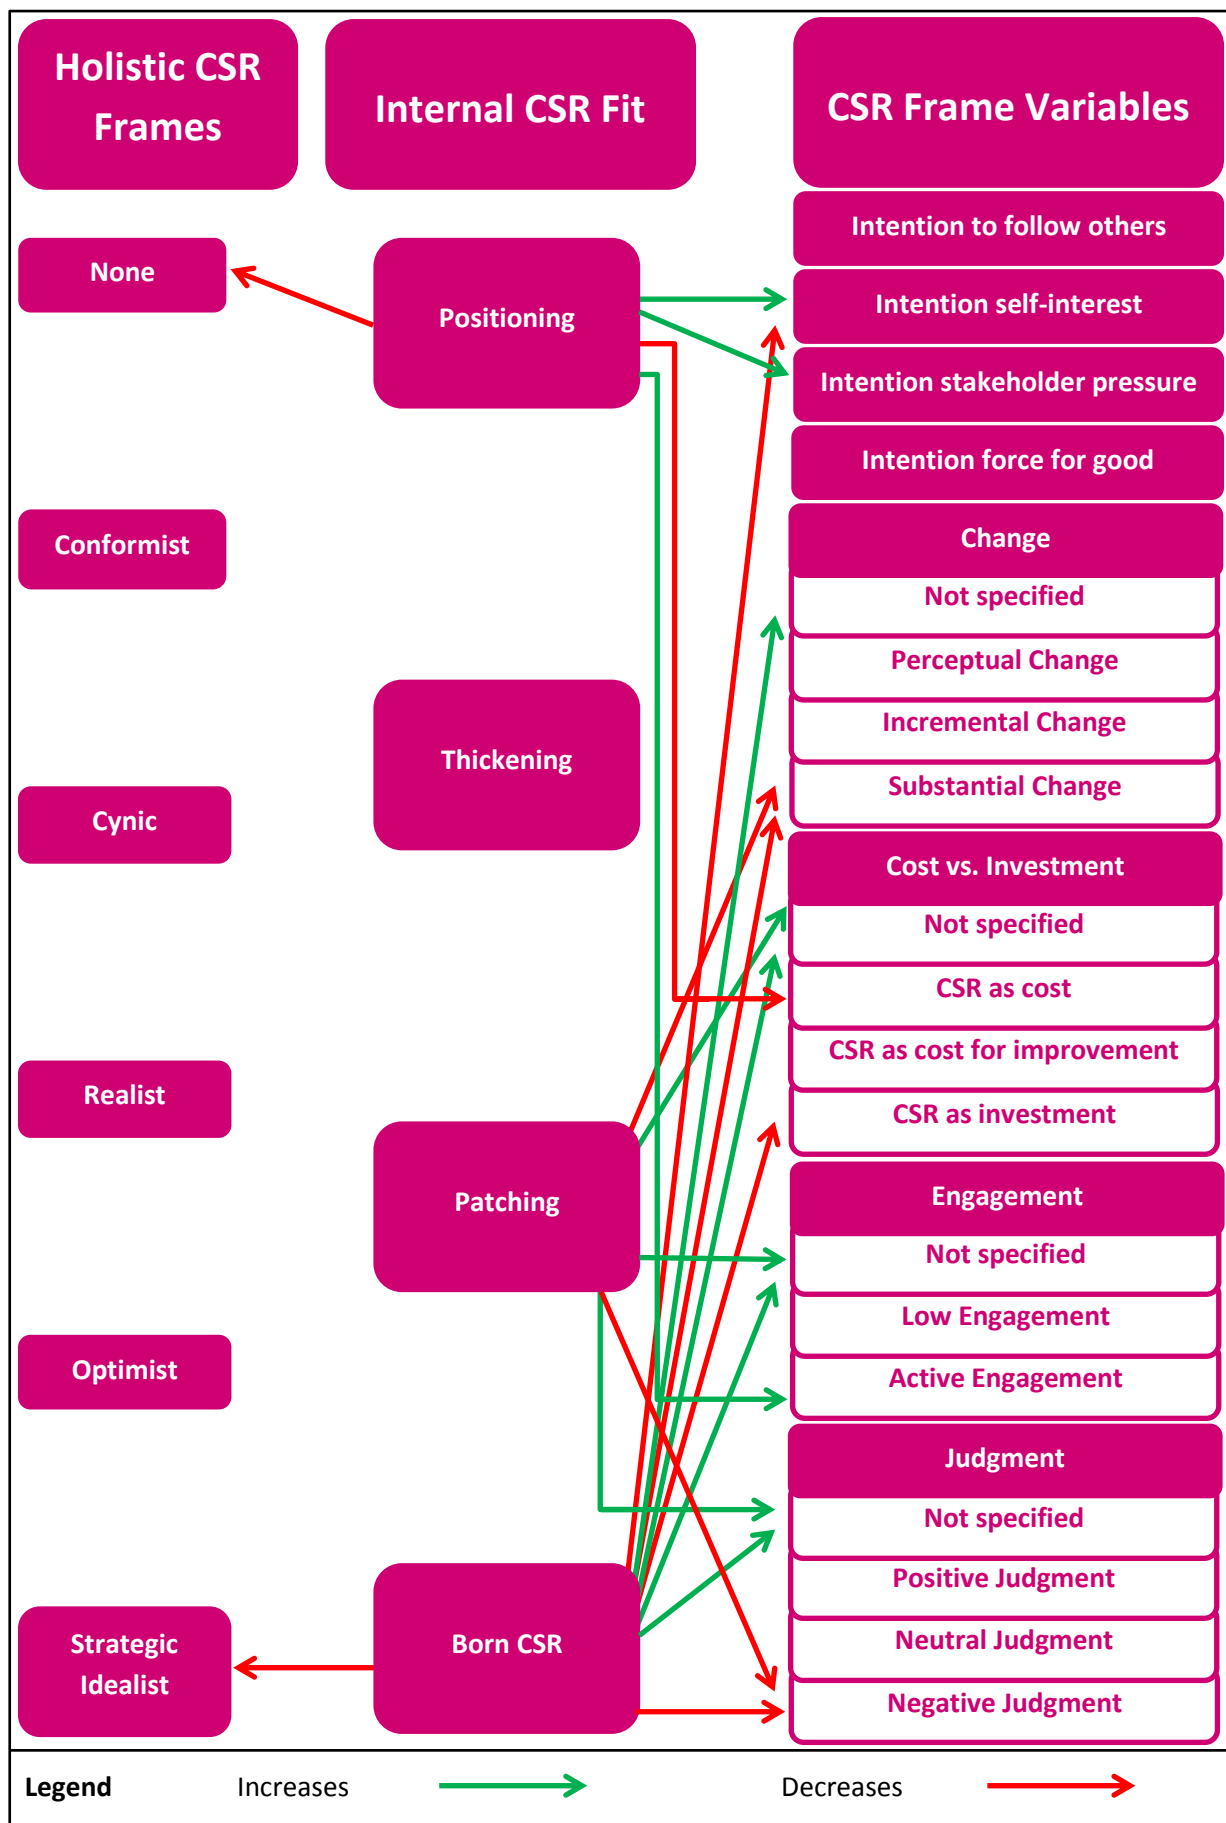 Holistic CSR
Frames
Internal CSR Fit
CSR Frame Variables
None
Conformist
Cynic
Realist
Optimist
Strategic
Idealist
Positioning
Thickening
Patching
Born CSR
Intention to follow others
Intention self-interest
Intention stakeholder pressure
Intention force for good
Change
Not specified
Perceptual Change
Incremental Change
Substantial Change
Cost vs. Investment
Not specified
CSR as cost
CSR as cost for improvement
CSR as investment
Engagement
Not specified
Low Engagement
Active Engagement
Judgment
Not specified
Positive Judgment
Neutral Judgment
Negative Judgment
Legend Increases Decreases